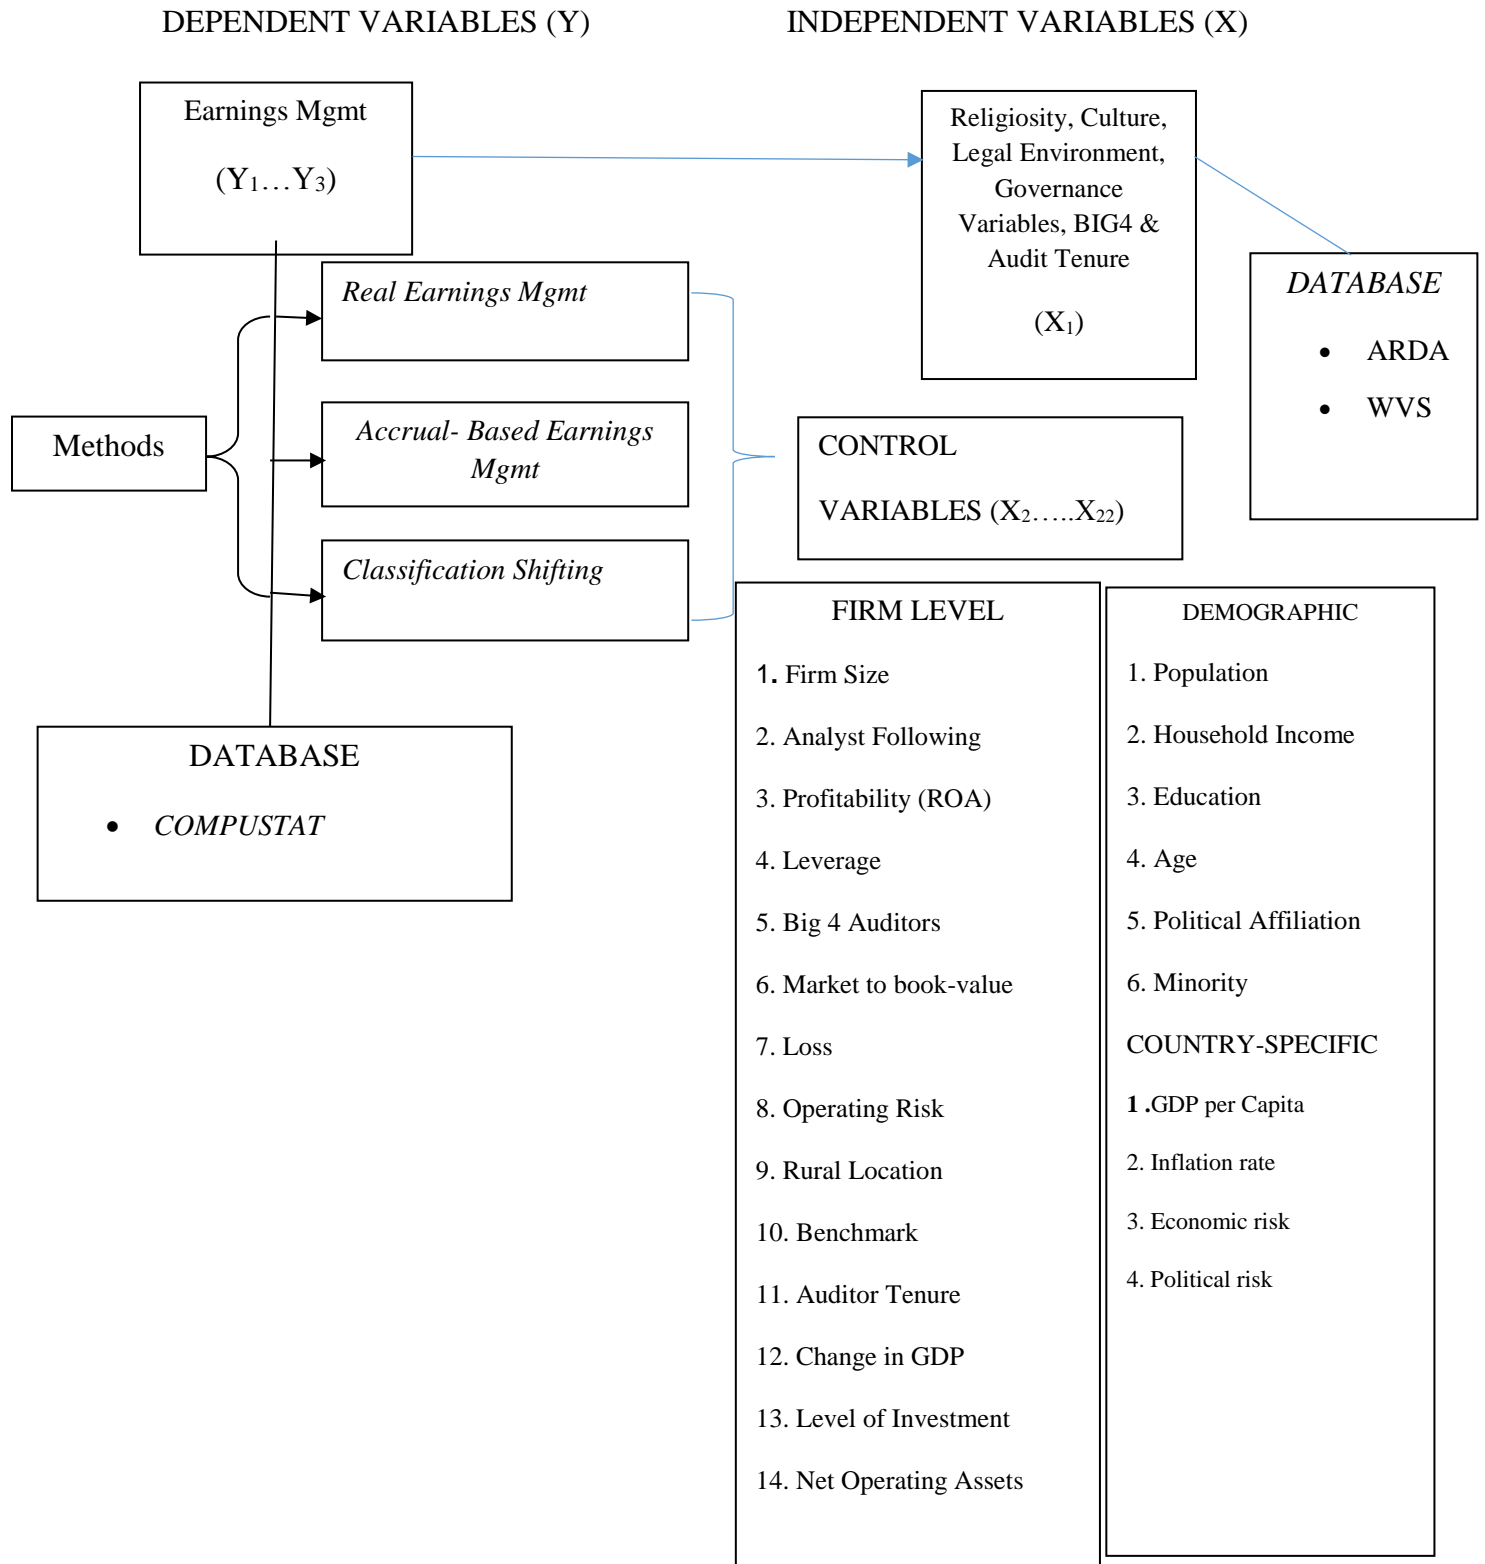 DEPENDENT VARIABLES (Y)
INDEPENDENT VARIABLES (X)
Earnings Mgmt
(Y₁…Y₃)
Religiosity, Culture,
Legal Environment,
Governance
Variables, BIG4 &
Audit Tenure
(X₁)
DATABASE
• ARDA
• WVS
Methods
Real Earnings Mgmt
Accrual- Based Earnings
Mgmt
Classification Shifting
CONTROL
VARIABLES (X₂…..X₂₂)
DATABASE
• COMPUSTAT
FIRM LEVEL
1. Firm Size
2. Analyst Following
3. Profitability (ROA)
4. Leverage
5. Big 4 Auditors
6. Market to book-value
7. Loss
8. Operating Risk
9. Rural Location
10. Benchmark
11. Auditor Tenure
12. Change in GDP
13. Level of Investment
14. Net Operating Assets
DEMOGRAPHIC
1. Population
2. Household Income
3. Education
4. Age
5. Political Affiliation
6. Minority
COUNTRY-SPECIFIC
1 .GDP per Capita
2. Inflation rate
3. Economic risk
4. Political risk